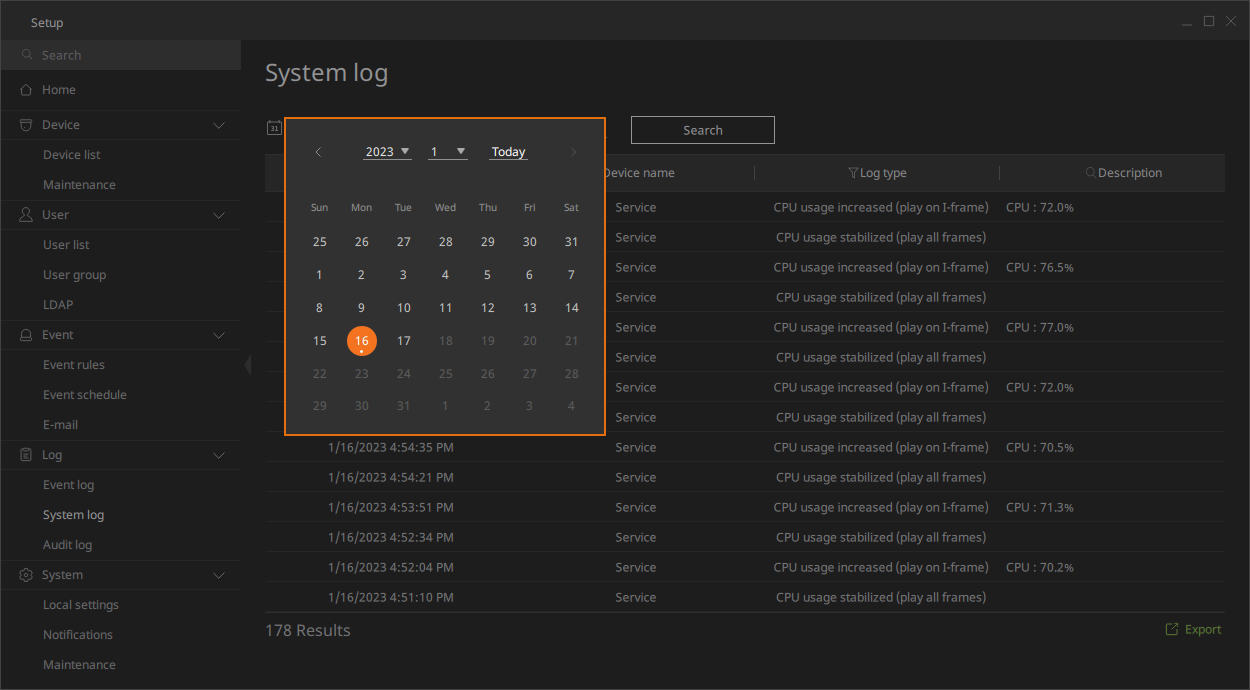 Setup
Search
Home
Device
Device list
Maintenance
User
User list
User group
LDAP
Event
Event rules
Event schedule
E-mail
Log
Event log
System log
Audit log
System
Local settings
Notifications
Maintenance
System log
31
Search
2023 1 Today
Sun Mon Tue Wed Thu Fri Sat
25 26 27 28 29 30 31
1 2 3 4 5 6 7
8 9 10 11 12 13 14
15 16 17 18 19 20 21
22 23 24 25 26 27 28
29 30 31 1 2 3 4
Device name Log type Description
Service CPU usage increased (play on I-frame) CPU : 72.0%
Service CPU usage stabilized (play all frames)
Service CPU usage increased (play on I-frame) CPU : 76.5%
Service CPU usage stabilized (play all frames)
Service CPU usage increased (play on I-frame) CPU : 77.0%
Service CPU usage stabilized (play all frames)
Service CPU usage increased (play on I-frame) CPU : 72.0%
Service CPU usage stabilized (play all frames)
1/16/2023 4:54:35 PM Service CPU usage increased (play on I-frame) CPU : 70.5%
1/16/2023 4:54:21 PM Service CPU usage stabilized (play all frames)
1/16/2023 4:53:51 PM Service CPU usage increased (play on I-frame) CPU : 71.3%
1/16/2023 4:52:34 PM Service CPU usage stabilized (play all frames)
1/16/2023 4:52:04 PM Service CPU usage increased (play on I-frame) CPU : 70.2%
1/16/2023 4:51:10 PM Service CPU usage stabilized (play all frames)
178 Results
Export